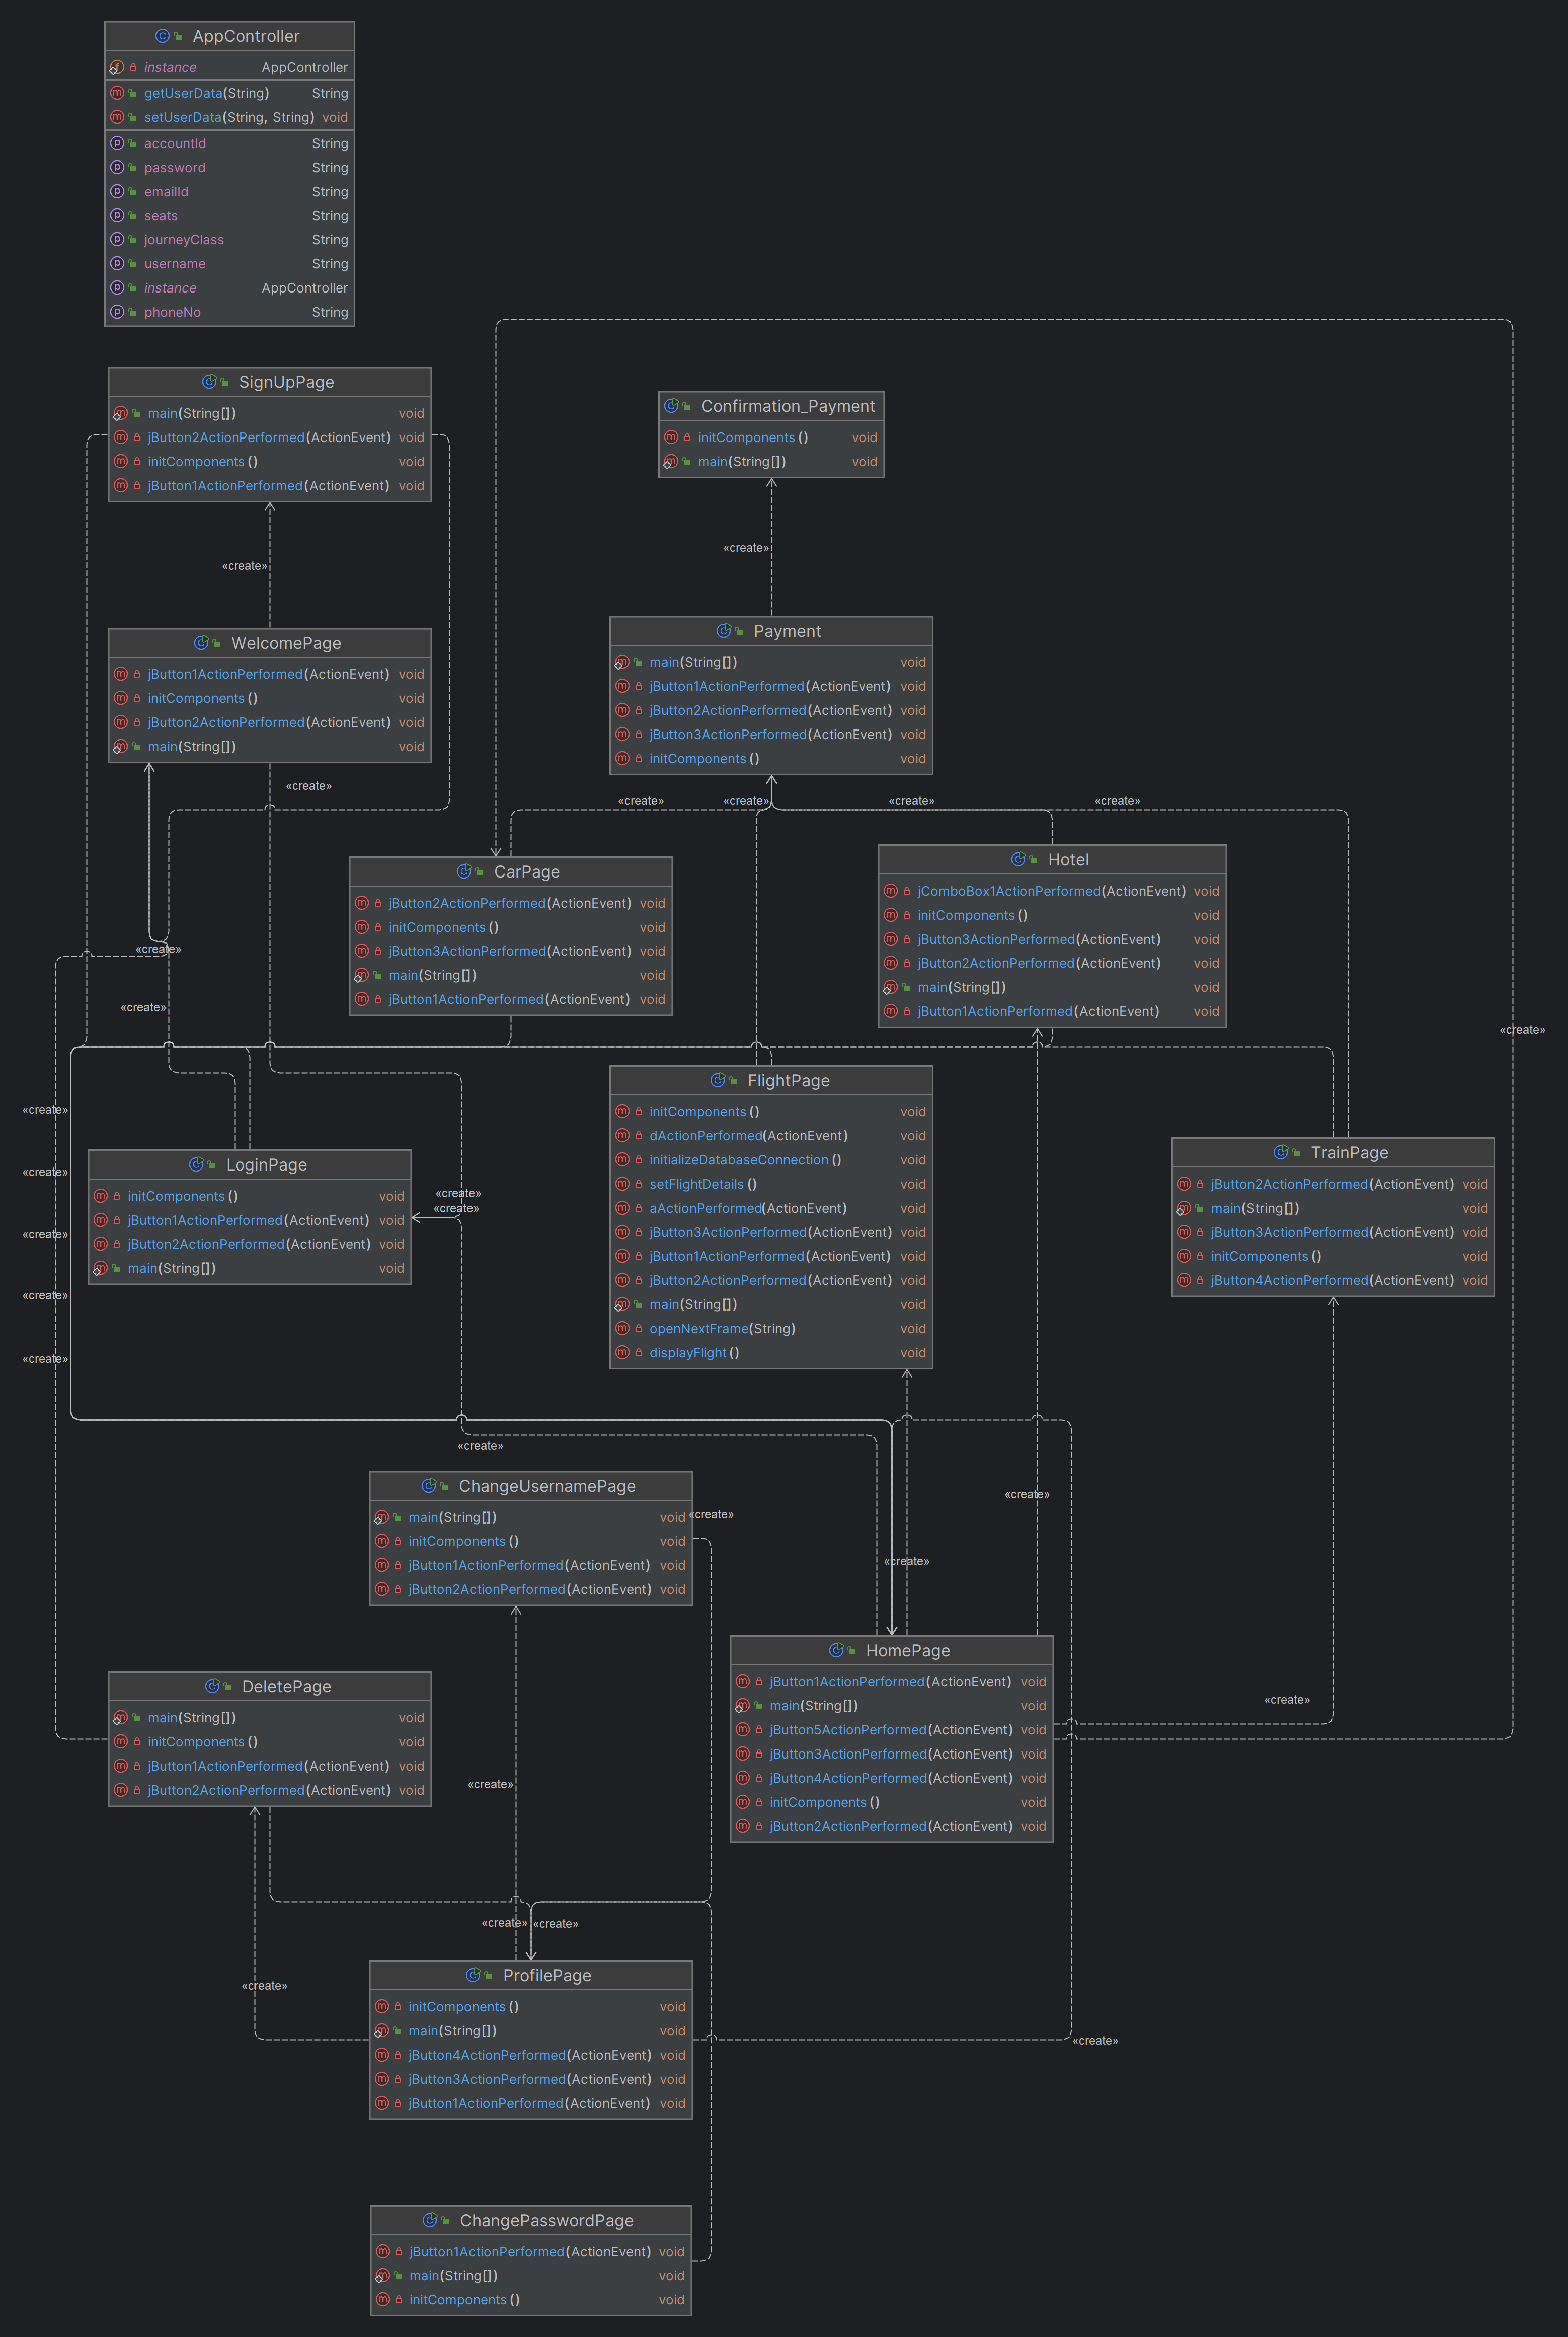 AppController
instance AppController
getUserData(String) String
setUserData(String, String) void
accountId String
password String
emailId String
seats String
journeyClass String
username String
instance AppController
phoneNo String
SignUpPage
main(String[]) void
jButton2ActionPerformed(ActionEvent) void
initComponents() void
jButton1ActionPerformed(ActionEvent) void
Confirmation_Payment
initComponents() void
main(String[]) void
«create»
«create»
WelcomePage
jButton1ActionPerformed(ActionEvent) void
initComponents() void
jButton2ActionPerformed(ActionEvent) void
main(String[]) void
Payment
main(String[]) void
jButton1ActionPerformed(ActionEvent) void
jButton2ActionPerformed(ActionEvent) void
jButton3ActionPerformed(ActionEvent) void
initComponents() void
«create»
«create»
«create»
«create»
«create»
CarPage
jButton2ActionPerformed(ActionEvent) void
initComponents() void
jButton3ActionPerformed(ActionEvent) void
main(String[]) void
jButton1ActionPerformed(ActionEvent) void
Hotel
jComboBox1ActionPerformed(ActionEvent) void
initComponents() void
jButton3ActionPerformed(ActionEvent) void
jButton2ActionPerformed(ActionEvent) void
main(String[]) void
jButton1ActionPerformed(ActionEvent) void
«create»
«create»
«create»
«create»
«create»
«create»
«create»
«create»
LoginPage
initComponents() void
jButton1ActionPerformed(ActionEvent) void
jButton2ActionPerformed(ActionEvent) void
main(String[]) void
«create»
«create»
FlightPage
initComponents() void
dActionPerformed(ActionEvent) void
initializeDatabaseConnection() void
setFlightDetails() void
aActionPerformed(ActionEvent) void
jButton3ActionPerformed(ActionEvent) void
jButton1ActionPerformed(ActionEvent) void
jButton2ActionPerformed(ActionEvent) void
main(String[]) void
openNextFrame(String) void
displayFlight() void
TrainPage
jButton2ActionPerformed(ActionEvent) void
main(String[]) void
jButton3ActionPerformed(ActionEvent) void
initComponents() void
jButton4ActionPerformed(ActionEvent) void
«create»
«create»
ChangeUsernamePage
main(String[]) void
initComponents() void
jButton1ActionPerformed(ActionEvent) void
jButton2ActionPerformed(ActionEvent) void
«create»
«create»
HomePage
jButton1ActionPerformed(ActionEvent) void
main(String[]) void
jButton5ActionPerformed(ActionEvent) void
jButton3ActionPerformed(ActionEvent) void
jButton4ActionPerformed(ActionEvent) void
initComponents() void
jButton2ActionPerformed(ActionEvent) void
«create»
DeletePage
main(String[]) void
initComponents() void
jButton1ActionPerformed(ActionEvent) void
jButton2ActionPerformed(ActionEvent) void
«create»
«create»
«create»
«create»
ProfilePage
initComponents() void
main(String[]) void
jButton4ActionPerformed(ActionEvent) void
jButton3ActionPerformed(ActionEvent) void
jButton1ActionPerformed(ActionEvent) void
«create»
ChangePasswordPage
jButton1ActionPerformed(ActionEvent) void
main(String[]) void
initComponents() void